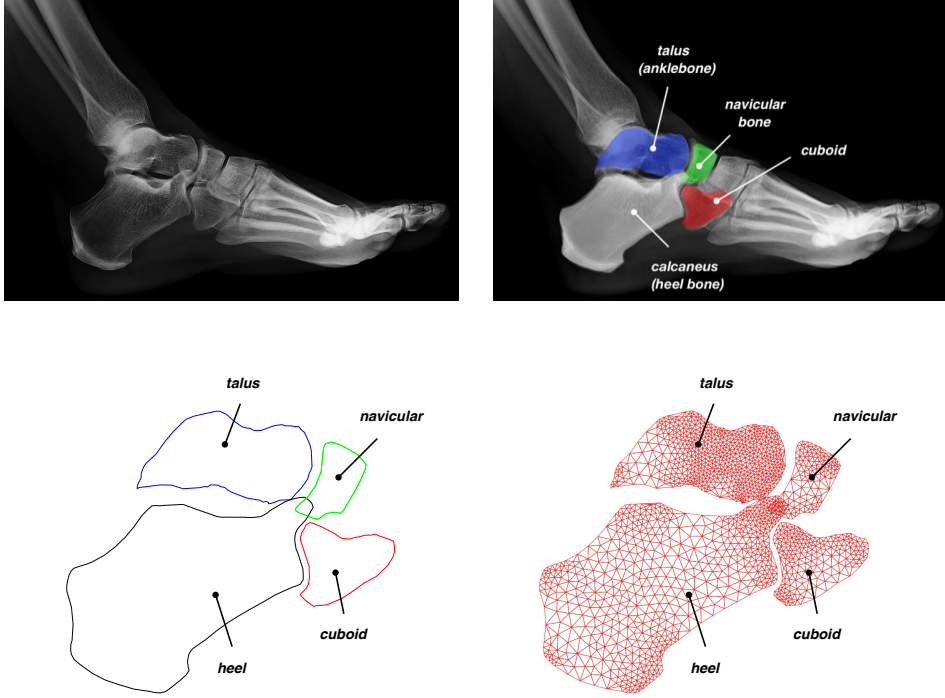 talus
(anklebone)
navicular
bone
cuboid
calcaneus
(heel bone)
talus
navicular
cuboid
heel
talus
navicular
cuboid
heel